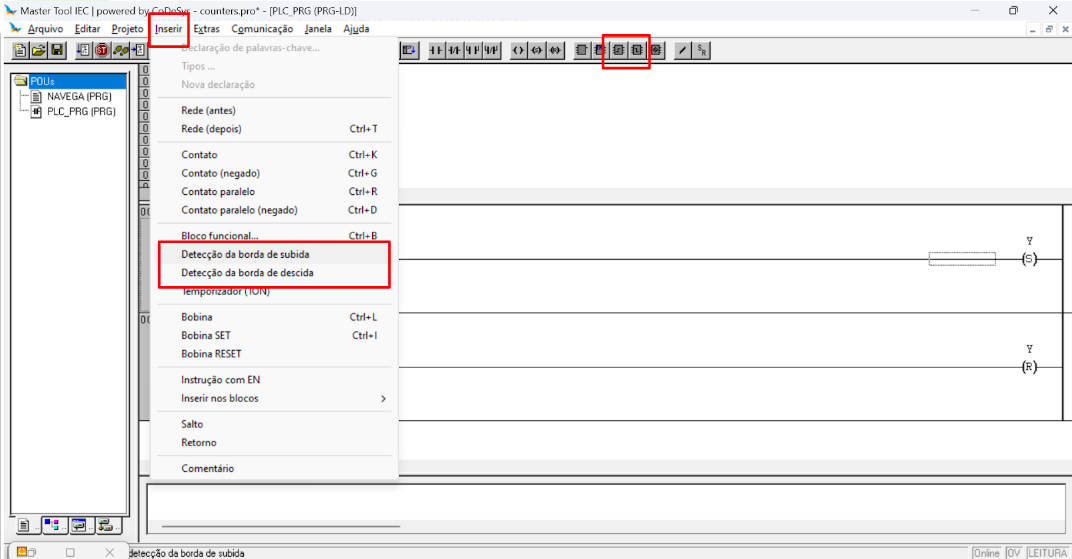 Master Tool IEC | powered by CoDeSys - counters.pro* - [PLC_PRG (PRG-LD)]
Arquivo Editar Projeto Inserir Extras Comunicação Janela Ajuda
Declaração de palavras-chave...
Tipos ...
Nova declaração
Rede (antes)
Rede (depois) Ctrl+T
Contato Ctrl+K
Contato (negado) Ctrl+G
Contato paralelo Ctrl+R
Contato paralelo (negado) Ctrl+D
Bloco funcional... Ctrl+B
Detecção da borda de subida
Detecção da borda de descida
Temporizador (TON)
Bobina Ctrl+L
Bobina SET Ctrl+I
Bobina RESET
Instrução com EN
Inserir nos blocos
Salto
Retorno
Comentário
POUs
NAVEGA (PRG)
PLC_PRG (PRG)
Y
(S)
Y
(R)
detecção da borda de subida
Online OV LEITURA